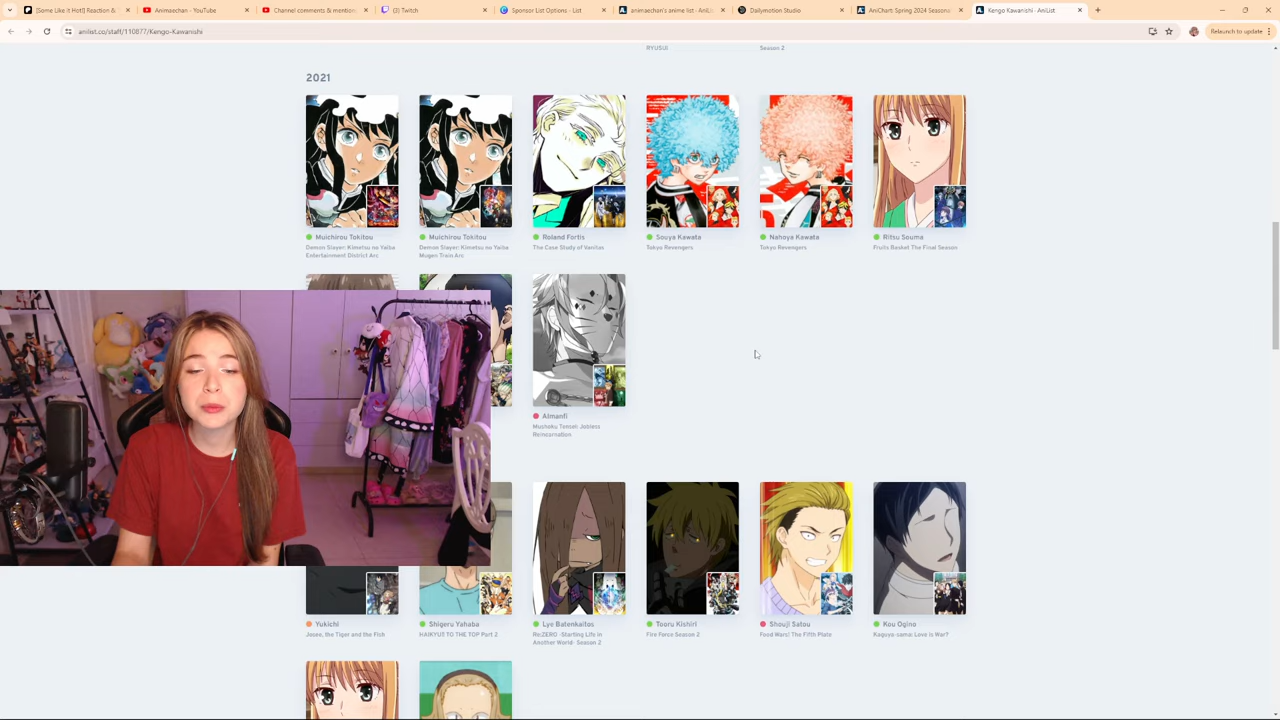 [Some Like it Hot!] Reaction &
Animaechan - YouTube
Channel comments & mention
(3) Twitch
Sponsor List Options - List
animaechan's anime list · AniLi
Dailymotion Studio
AniChart: Spring 2024 Seasona
Kengo Kawanishi · AniList
anilist.co/staff/110877/Kengo-Kawanishi
Relaunch to update
RYUSUI
Season 2
2021
Muichirou Tokitou
Demon Slayer: Kimetsu no Yaiba
Entertainment District Arc
Muichirou Tokitou
Demon Slayer: Kimetsu no Yaiba
Mugen Train Arc
Roland Fortis
The Case Study of Vanitas
Souya Kawata
Tokyo Revengers
Nahoya Kawata
Tokyo Revengers
Ritsu Souma
Fruits Basket The Final Season
Almanfi
Mushoku Tensei: Jobless
Reincarnation
Yukichi
Josee, the Tiger and the Fish
Shigeru Yahaba
HAIKYU!! TO THE TOP Part 2
Lye Batenkaitos
Re:ZERO -Starting Life in
Another World- Season 2
Tooru Kishiri
Fire Force Season 2
Shouji Satou
Food Wars! The Fifth Plate
Kou Ogino
Kaguya-sama: Love is War?